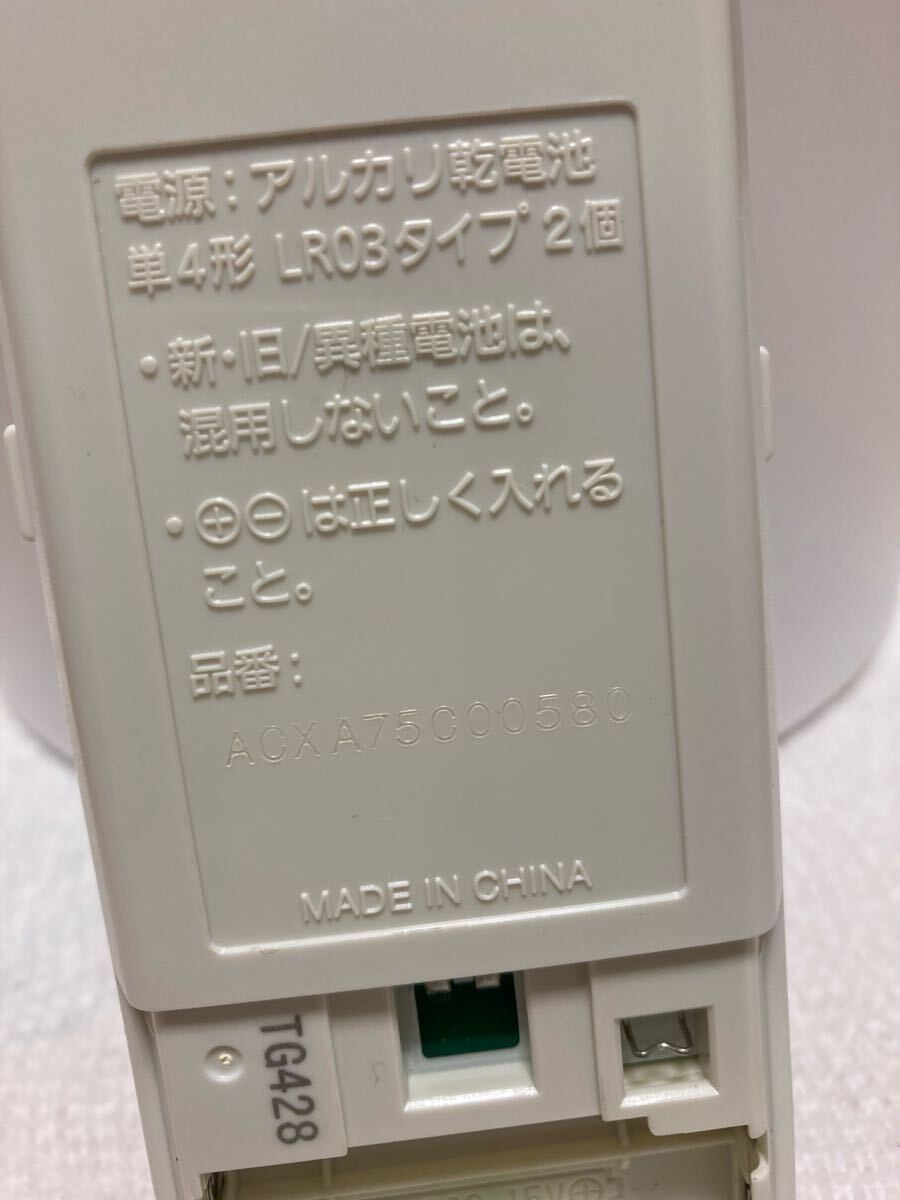 電源：アルカリ乾電池
単4形 LR03タイプ 2個
・新・旧/異種電池は、
混用しないこと。
・⊕⊖は正しく入れる
こと。
品番：
ACXA75C00580
MADE IN CHINA
TG428